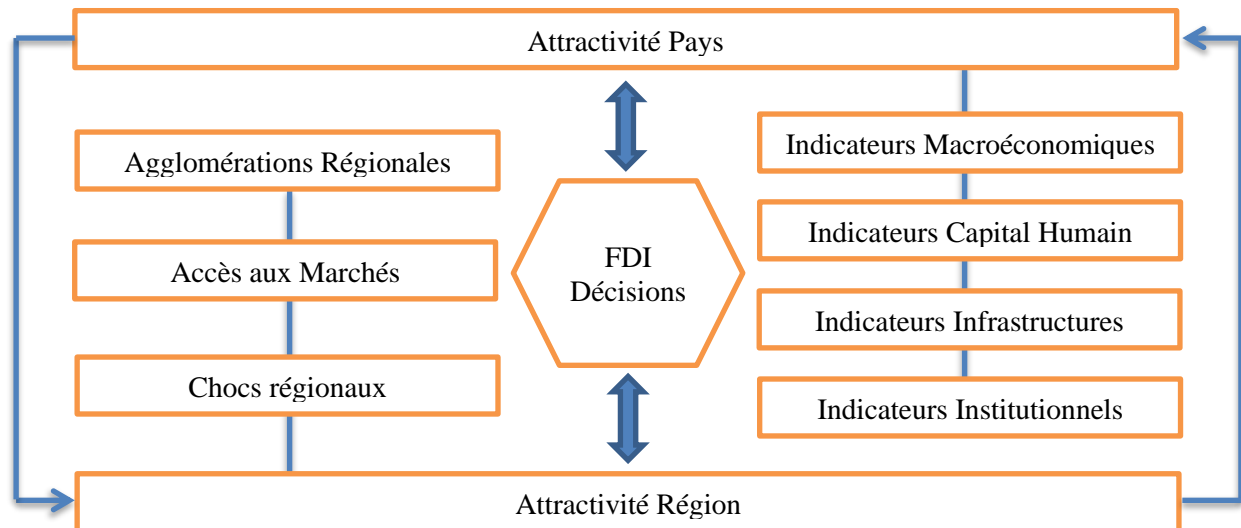 Attractivité Pays
Agglomérations Régionales
Accès aux Marchés
Chocs régionaux
FDI
Décisions
Indicateurs Macroéconomiques
Indicateurs Capital Humain
Indicateurs Infrastructures
Indicateurs Institutionnels
Attractivité Région